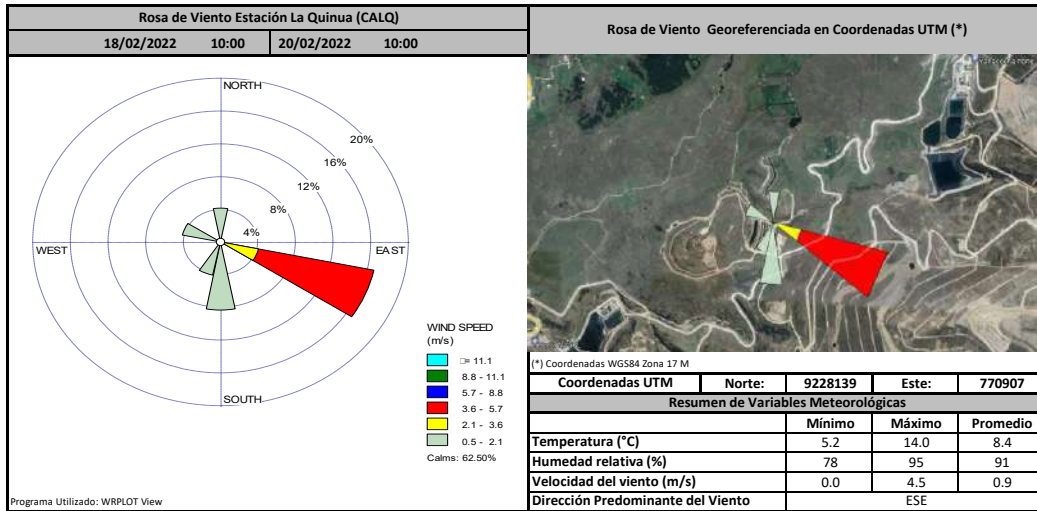 Rosa de Viento Estación La Quinua (CALQ)
18/02/2022 10:00 20/02/2022 10:00
NORTH
20%
16%
12%
8%
4%
WEST
EAST
SOUTH
WIND SPEED
(m/s)
□= 11.1
8.8 - 11.1
5.7 - 8.8
3.6 - 5.7
2.1 - 3.6
0.5 - 2.1
Calms: 62.50%
Programa Utilizado: WRPLOT View
Rosa de Viento Georeferenciada en Coordenadas UTM (*)
(*) Coordenadas WGS84 Zona 17 M
Coordenadas UTM Norte: 9228139 Este: 770907
Resumen de Variables Meteorológicas
Mínimo Máximo Promedio
Temperatura (°C) 5.2 14.0 8.4
Humedad relativa (%) 78 95 91
Velocidad del viento (m/s) 0.0 4.5 0.9
Dirección Predominante del Viento ESE